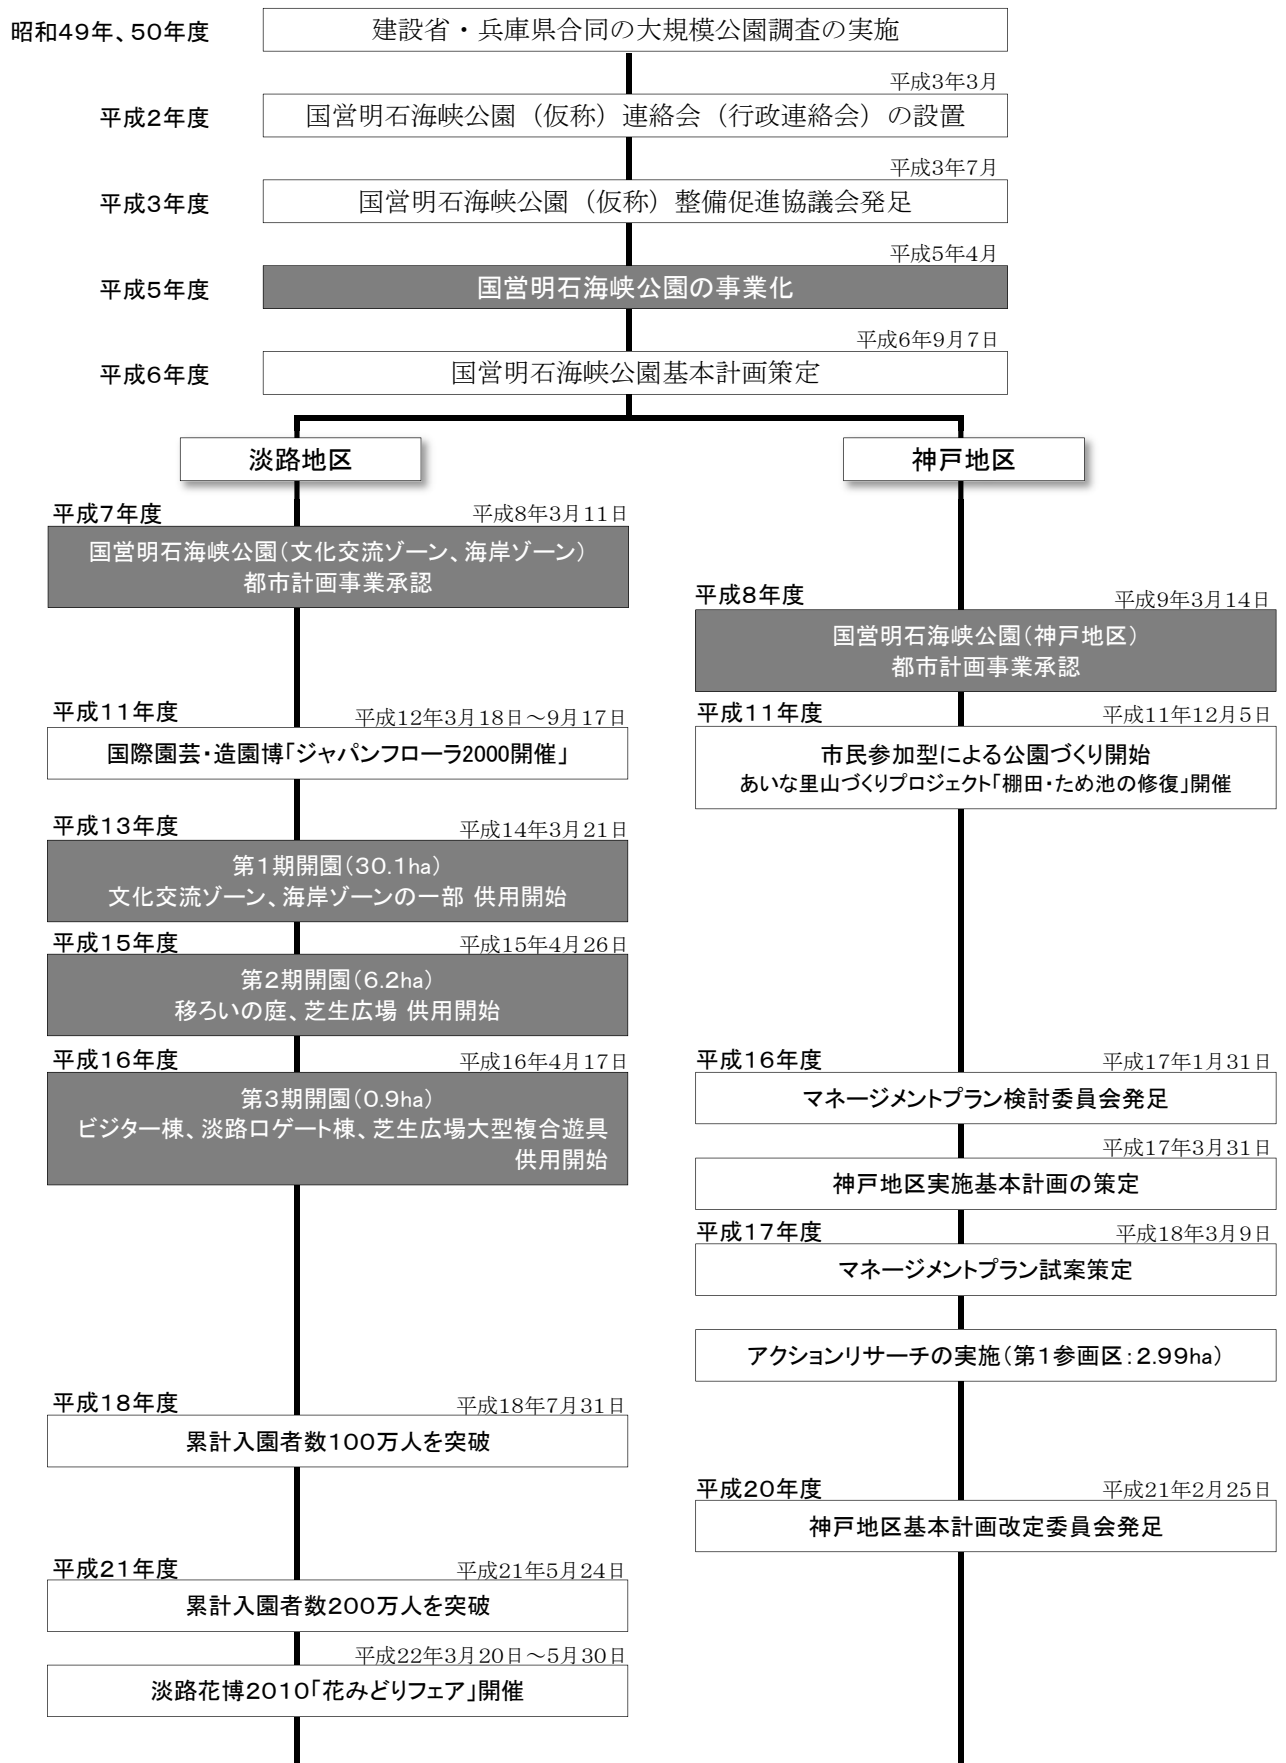 昭和49年、50年度
建設省・兵庫県合同の大規模公園調査の実施
平成3年3月
平成2年度
国営明石海峡公園（仮称）連絡会（行政連絡会）の設置
平成3年7月
平成3年度
国営明石海峡公園（仮称）整備促進協議会発足
平成5年4月
平成5年度
国営明石海峡公園の事業化
平成6年9月7日
平成6年度
国営明石海峡公園基本計画策定
淡路地区
平成7年度
平成8年3月11日
国営明石海峡公園(文化交流ゾーン、海岸ゾーン)
都市計画事業承認
平成11年度
平成12年3月18日～9月17日
国際園芸・造園博「ジャパンフローラ2000開催」
平成13年度
平成14年3月21日
第1期開園(30.1ha)
文化交流ゾーン、海岸ゾーンの一部 供用開始
平成15年度
平成15年4月26日
第2期開園(6.2ha)
移ろいの庭、芝生広場 供用開始
平成16年度
平成16年4月17日
第3期開園(0.9ha)
ビジター棟、淡路口ゲート棟、芝生広場大型複合遊具
供用開始
平成18年度
平成18年7月31日
累計入園者数100万人を突破
平成21年度
平成21年5月24日
累計入園者数200万人を突破
平成22年3月20日～5月30日
淡路花博2010「花みどりフェア」開催
神戸地区
平成8年度
平成9年3月14日
国営明石海峡公園(神戸地区)
都市計画事業承認
平成11年度
平成11年12月5日
市民参加型による公園づくり開始
あいな里山づくりプロジェクト「棚田・ため池の修復」開催
平成16年度
平成17年1月31日
マネージメントプラン検討委員会発足
平成17年3月31日
神戸地区実施基本計画の策定
平成17年度
平成18年3月9日
マネージメントプラン試案策定
アクションリサーチの実施(第1参画区:2.99ha)
平成20年度
平成21年2月25日
神戸地区基本計画改定委員会発足